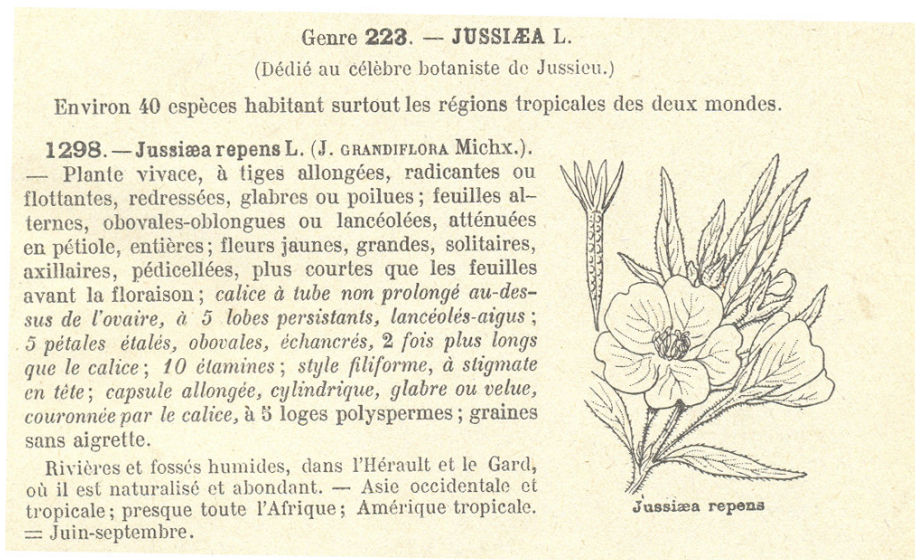 Genre 223. — JUSSIÆA L.
(Dédié au célèbre botaniste de Jussieu.)
Environ 40 espèces habitant surtout les régions tropicales des deux mondes.
1298. — Jussiæa repens L. (J. GRANDIFLORA Michx.).
— Plante vivace, à tiges allongées, radicantes ou
flottantes, redressées, glabres ou poilues ; feuilles al-
ternes, obovales-oblongues ou lancéolées, atténuées
en pétiole, entières ; fleurs jaunes, grandes, solitaires,
axillaires, pédicellées, plus courtes que les feuilles
avant la floraison ; calice à tube non prolongé au-des-
sus de l'ovaire, à 5 lobes persistants, lancéolés-aigus ;
5 pétales étalés, obovales, échancrés, 2 fois plus longs
que le calice ; 10 étamines ; style filiforme, à stigmate
en tête ; capsule allongée, cylindrique, glabre ou velue,
couronnée par le calice, à 5 loges polyspermes ; graines
sans aigrette.
Rivières et fossés humides, dans l'Hérault et le Gard,
où il est naturalisé et abondant. — Asie occidentale et
tropicale ; presque toute l'Afrique ; Amérique tropicale.
= Juin-septembre.
Jussiæa repens